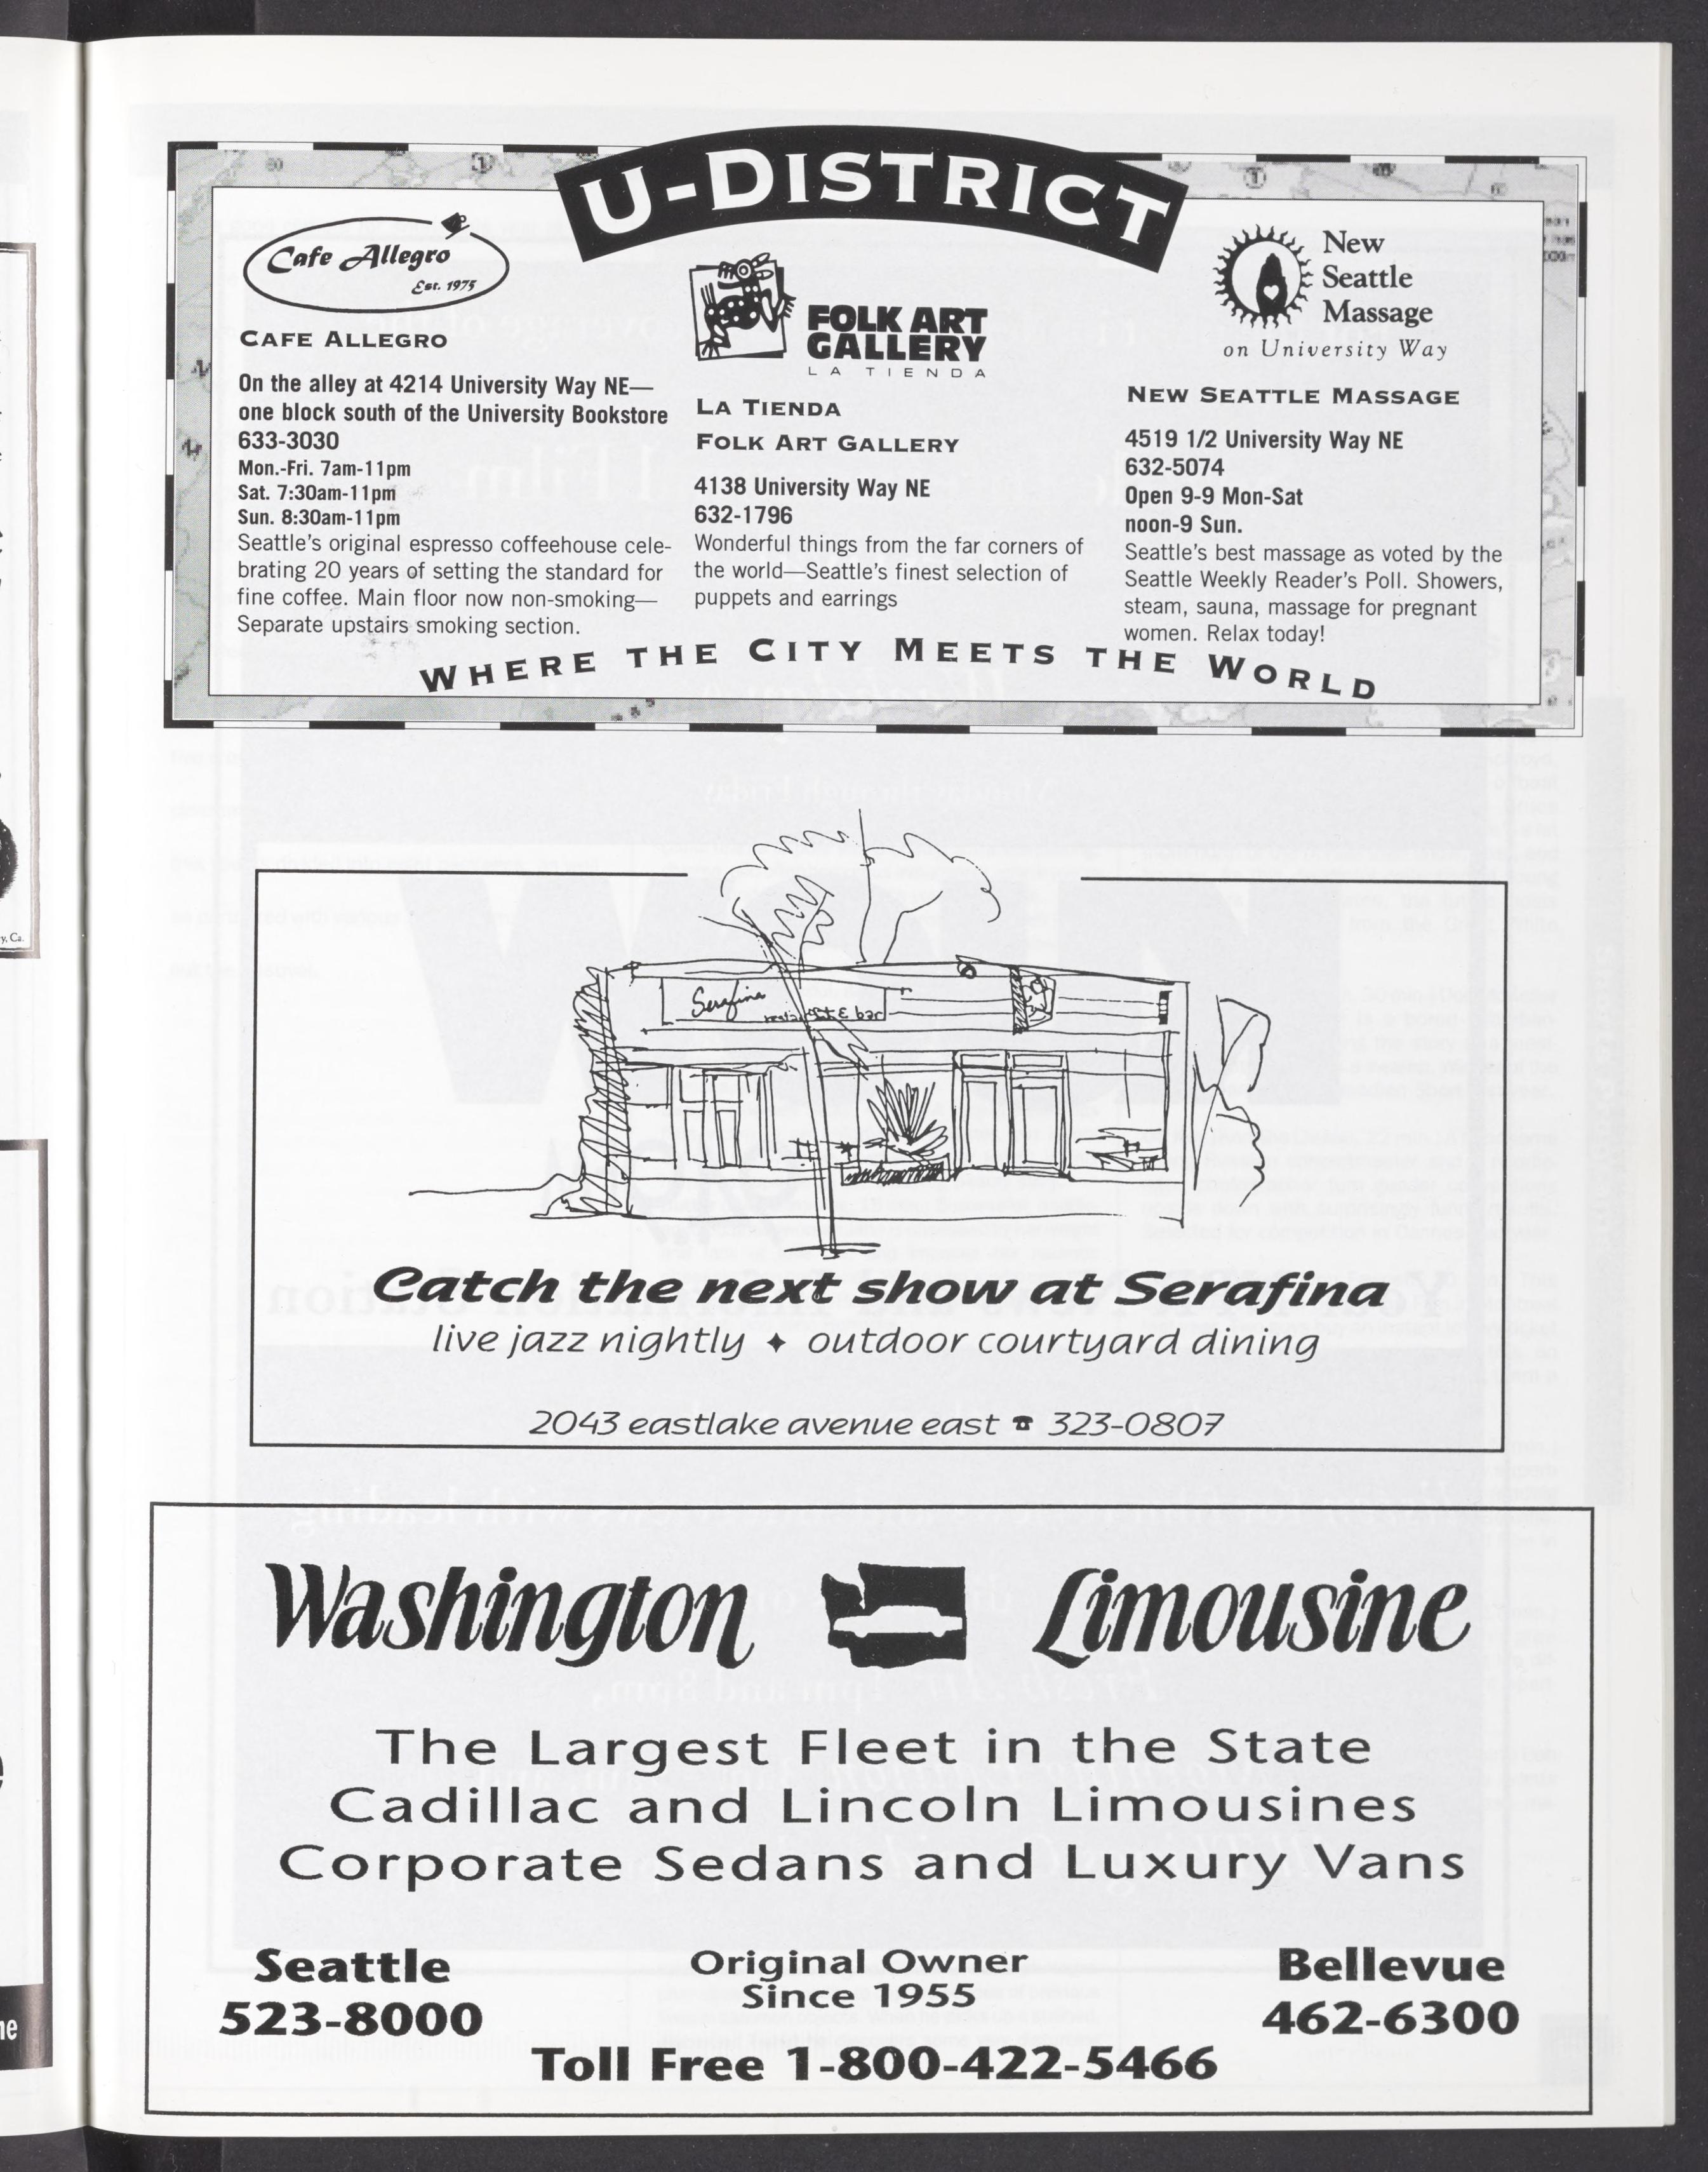 U-DISTRICT
Cafe Allegro
Est. 1975
CAFE ALLEGRO
On the alley at 4214 University Way NE—
one block south of the University Bookstore
633-3030
Mon.-Fri. 7am-11pm
Sat. 7:30am-11pm
Sun. 8:30am-11pm
Seattle's original espresso coffeehouse cele-
brating 20 years of setting the standard for
fine coffee. Main floor now non-smoking—
Separate upstairs smoking section.
FOLK ART
GALLERY
LA TIENDA
LA TIENDA
FOLK ART GALLERY
4138 University Way NE
632-1796
Wonderful things from the far corners of
the world—Seattle's finest selection of
puppets and earrings
New
Seattle
Massage
on University Way
NEW SEATTLE MASSAGE
4519 1/2 University Way NE
632-5074
Open 9-9 Mon-Sat
noon-9 Sun.
Seattle's best massage as voted by the
Seattle Weekly Reader's Poll. Showers,
steam, sauna, massage for pregnant
women. Relax today!
WHERE THE CITY MEETS THE WORLD
Serafina
& bar
Catch the next show at Serafina
live jazz nightly ✦ outdoor courtyard dining
2043 eastlake avenue east ☎ 323-0807
Washington Limousine
The Largest Fleet in the State
Cadillac and Lincoln Limousines
Corporate Sedans and Luxury Vans
Seattle
523-8000
Original Owner
Since 1955
Bellevue
462-6300
Toll Free 1-800-422-5466
y, Ca.